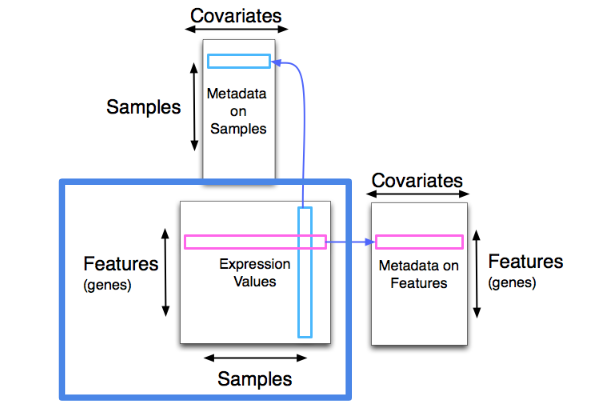 Covariates
Samples
Metadata
on
Samples
Covariates
Features
(genes)
Expression
Values
Metadata on
Features
Features
(genes)
Samples